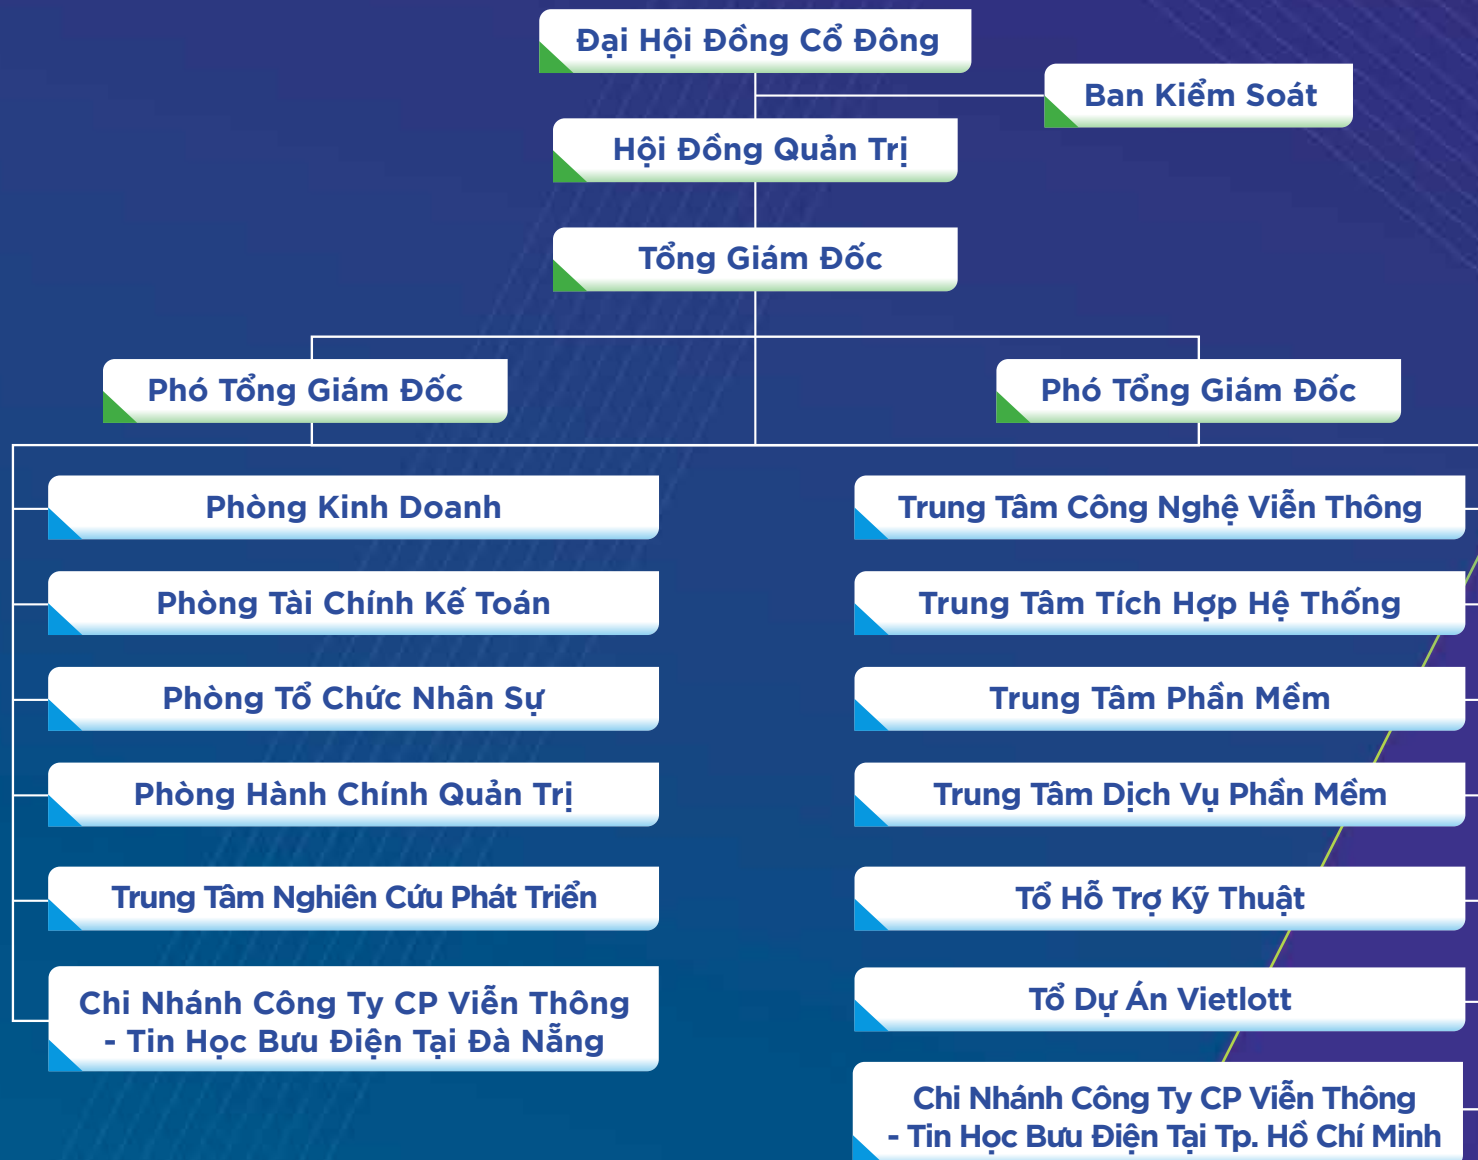 Đại Hội Đồng Cổ Đông
Ban Kiểm Soát
Hội Đồng Quản Trị
Tổng Giám Đốc
Phó Tổng Giám Đốc
Phó Tổng Giám Đốc
Phòng Kinh Doanh
Phòng Tài Chính Kế Toán
Phòng Tổ Chức Nhân Sự
Phòng Hành Chính Quản Trị
Trung Tâm Nghiên Cứu Phát Triển
Chi Nhánh Công Ty CP Viễn Thông
- Tin Học Bưu Điện Tại Đà Nẵng
Trung Tâm Công Nghệ Viễn Thông
Trung Tâm Tích Hợp Hệ Thống
Trung Tâm Phần Mềm
Trung Tâm Dịch Vụ Phần Mềm
Tổ Hỗ Trợ Kỹ Thuật
Tổ Dự Án Vietlott
Chi Nhánh Công Ty CP Viễn Thông
- Tin Học Bưu Điện Tại Tp. Hồ Chí Minh